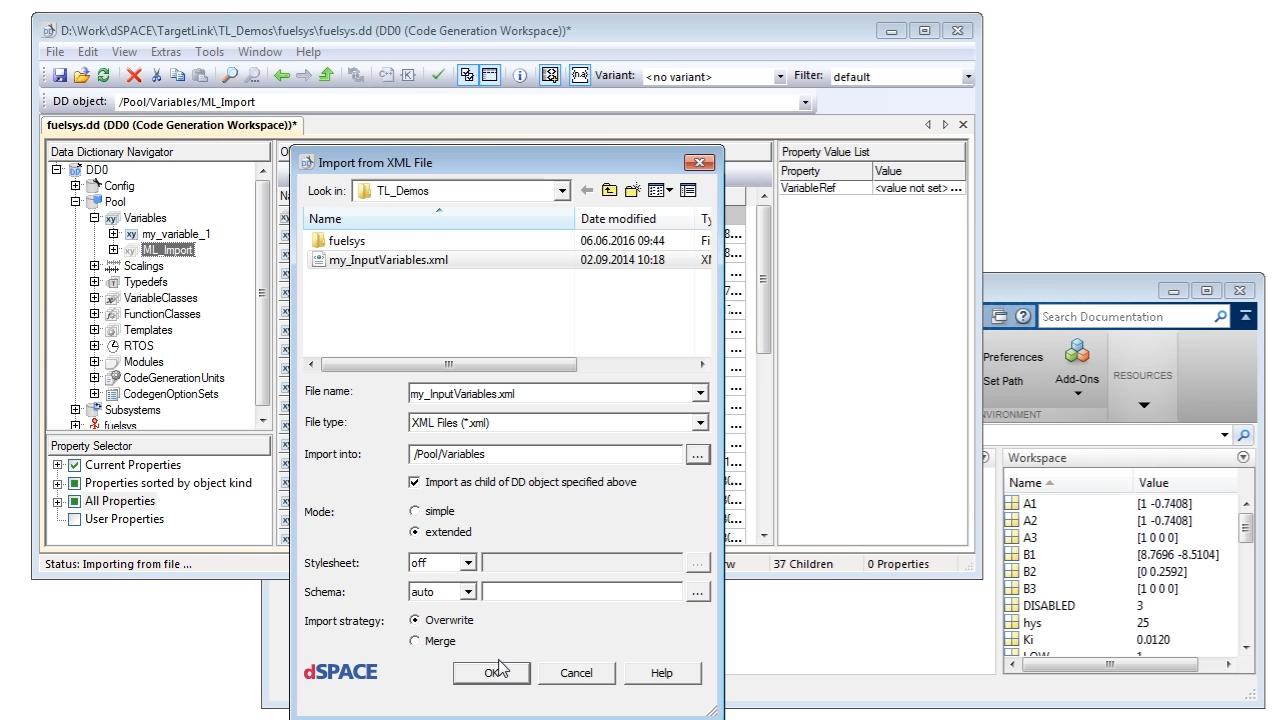 D:\Work\dSPACE\TargetLink\TL_Demos\fuelsys\fuelsys.dd (DD0 (Code Generation Workspace))*
File Edit View Extras Tools Window Help
Variant: <no variant> Filter: default
DD object: /Pool/Variables/ML_Import
fuelsys.dd (DD0 (Code Generation Workspace))*
Data Dictionary Navigator
DD0
Config
Pool
Variables
my_variable_1
ML_Import
Scalings
Typedefs
VariableClasses
FunctionClasses
Templates
RTOS
Modules
CodeGenerationUnits
CodegenOptionSets
Subsystems
fuelsys
Property Selector
Current Properties
Properties sorted by object kind
All Properties
User Properties
Status: Importing from file ...
37 Children 0 Properties
Property Value List
Property Value
VariableRef <value not set> ...
Import from XML File
Look in: TL_Demos
Name Date modified Ty
fuelsys 06.06.2016 09:44 Fi
my_InputVariables.xml 02.09.2014 10:18 XM
File name: my_InputVariables.xml
File type: XML Files (*.xml)
Import into: /Pool/Variables ...
Import as child of DD object specified above
Mode: simple
extended
Stylesheet: off ...
Schema: auto ...
Import strategy: Overwrite
Merge
dSPACE OK Cancel Help
Search Documentation
Preferences
Set Path
Add-Ons
RESOURCES
VIRONMENT
Workspace
Name Value
A1 [1 -0.7408]
A2 [1 -0.7408]
A3 [1 0 0 0]
B1 [8.7696 -8.5104]
B2 [0 0.2592]
B3 [1 0 0 0]
DISABLED 3
hys 25
Ki 0.0120
LOW 1